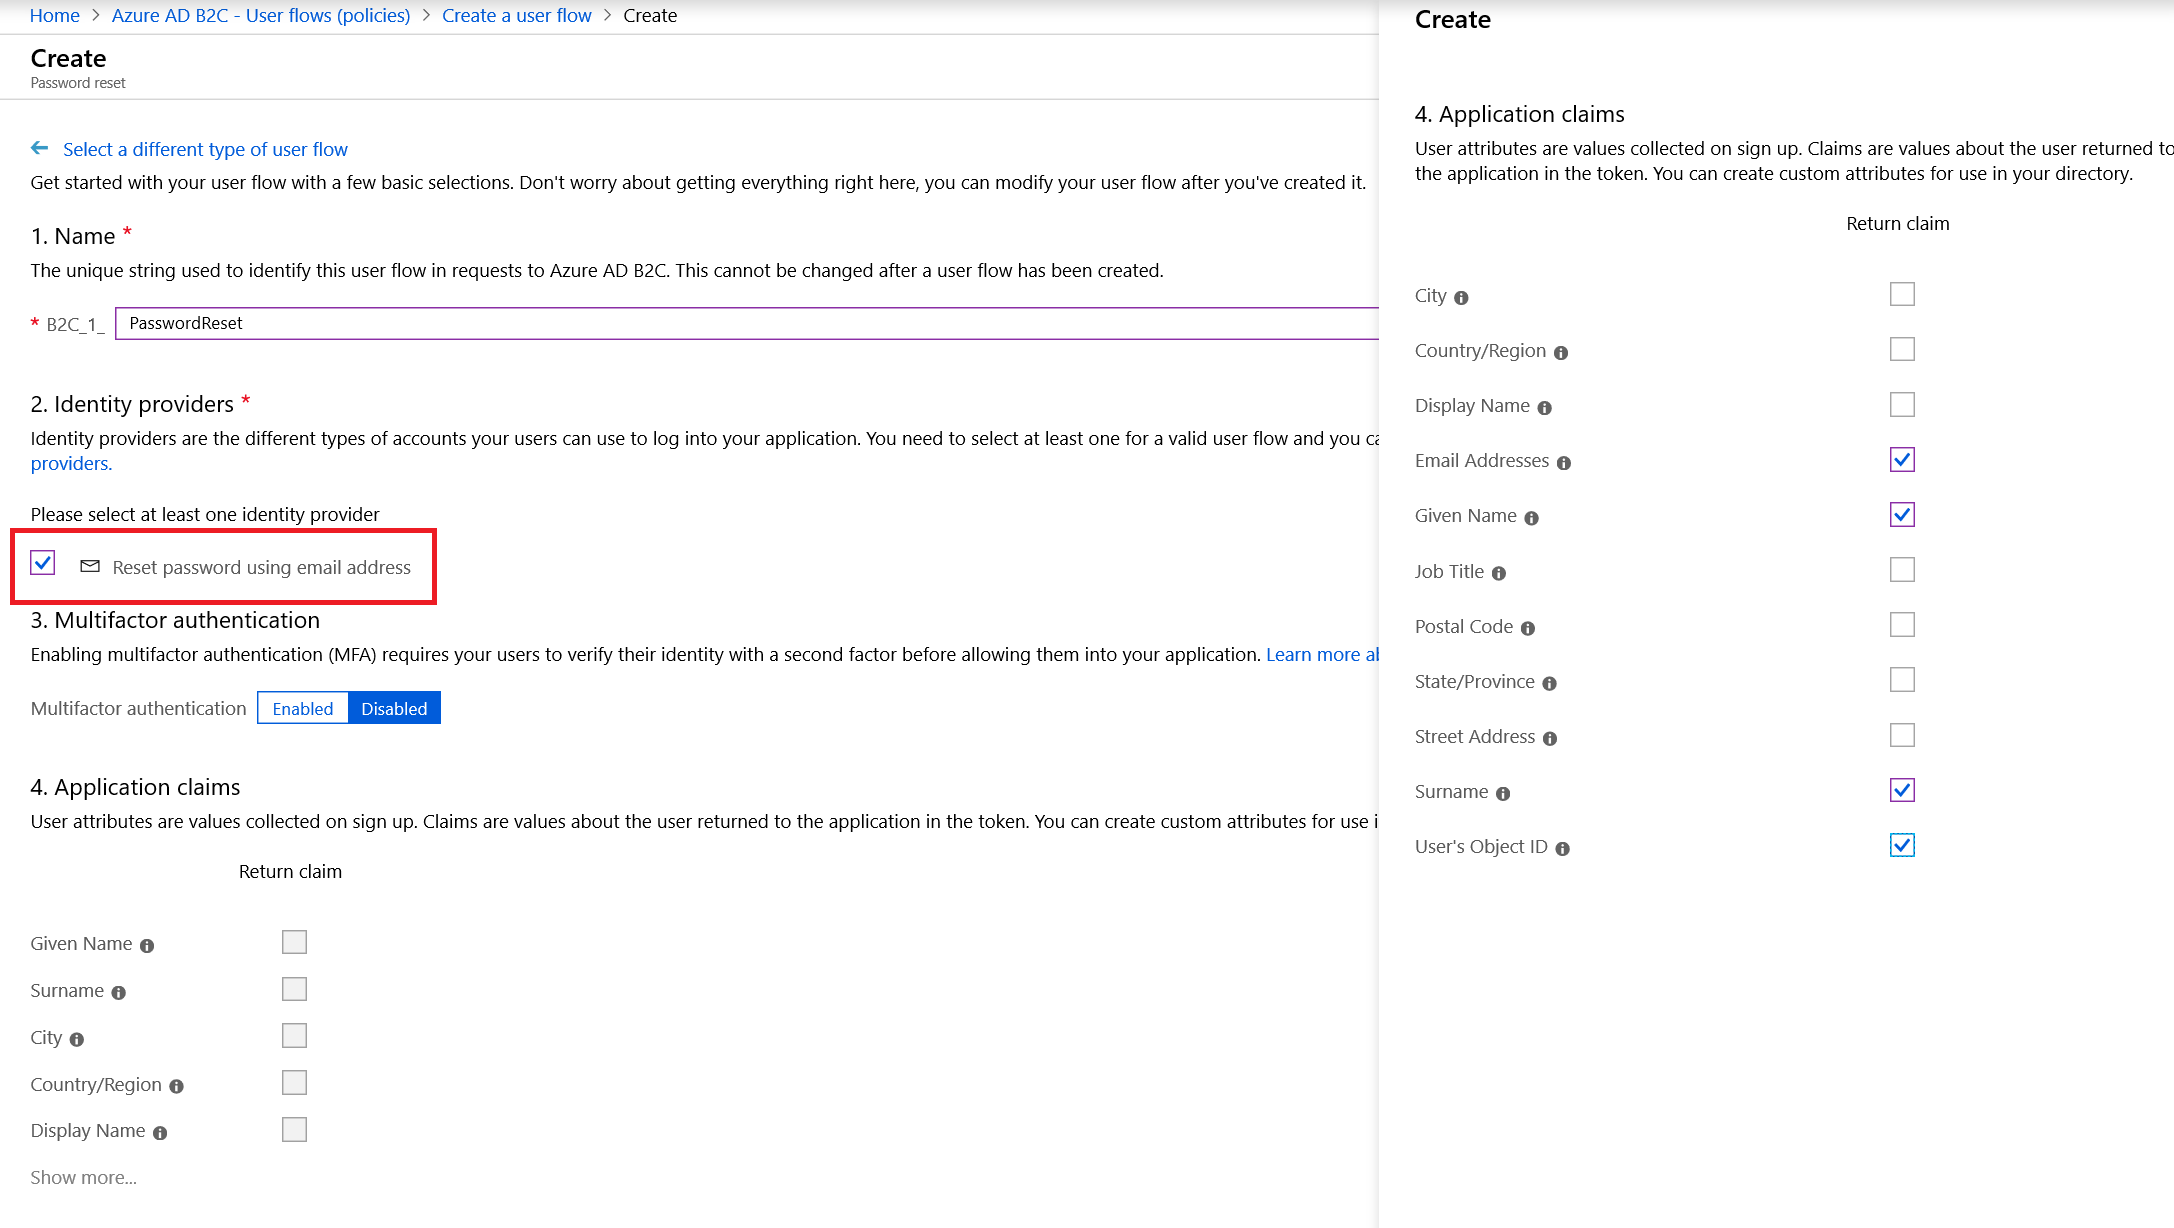 Home > Azure AD B2C - User flows (policies) > Create a user flow > Create
Create
Password reset
Select a different type of user flow
Get started with your user flow with a few basic selections. Don't worry about getting everything right here, you can modify your user flow after you've created it.
1. Name *
The unique string used to identify this user flow in requests to Azure AD B2C. This cannot be changed after a user flow has been created.
* B2C_1_ PasswordReset
2. Identity providers *
Identity providers are the different types of accounts your users can use to log into your application. You need to select at least one for a valid user flow and you
providers.
Please select at least one identity provider
Reset password using email address
3. Multifactor authentication
Enabling multifactor authentication (MFA) requires your users to verify their identity with a second factor before allowing them into your application. Learn more
Multifactor authentication Enabled Disabled
4. Application claims
User attributes are values collected on sign up. Claims are values about the user returned to the application in the token. You can create custom attributes for use
Return claim
Given Name
Surname
City
Country/Region
Display Name
Show more...
Create
4. Application claims
User attributes are values collected on sign up. Claims are values about the user returned to
the application in the token. You can create custom attributes for use in your directory.
Return claim
City
Country/Region
Display Name
Email Addresses
Given Name
Job Title
Postal Code
State/Province
Street Address
Surname
User's Object ID